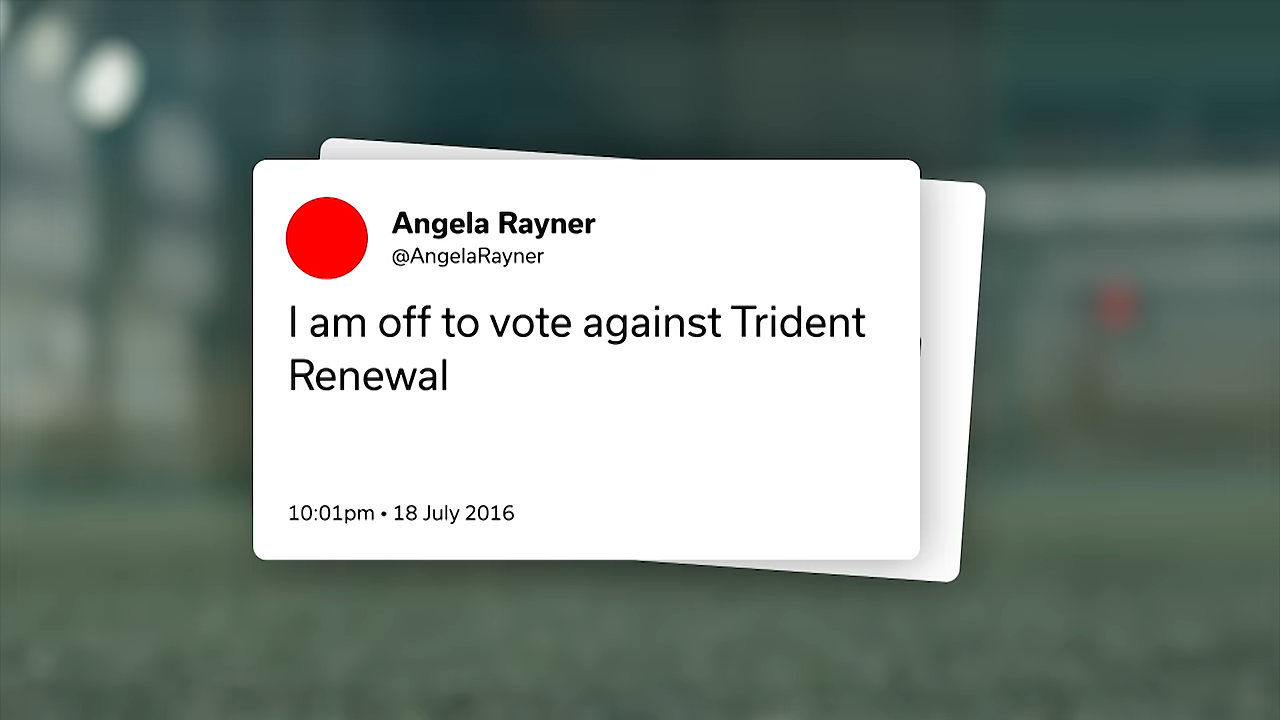 Angela Rayner
@AngelaRayner
I am off to vote against Trident
Renewal
10:01pm • 18 July 2016